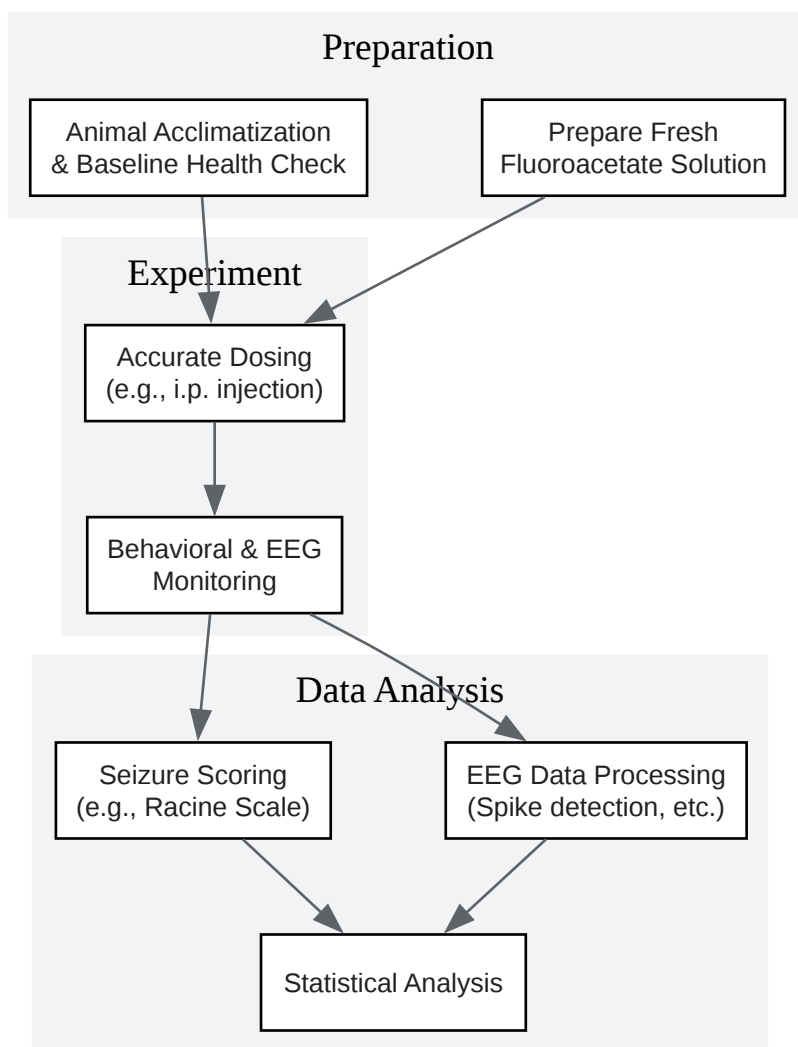 Preparation
Animal Acclimatization
& Baseline Health Check
Prepare Fresh
Fluoroacetate Solution
Experiment
Accurate Dosing
(e.g., i.p. injection)
Behavioral & EEG
Monitoring
Data Analysis
Seizure Scoring
(e.g., Racine Scale)
EEG Data Processing
(Spike detection, etc.)
Statistical Analysis